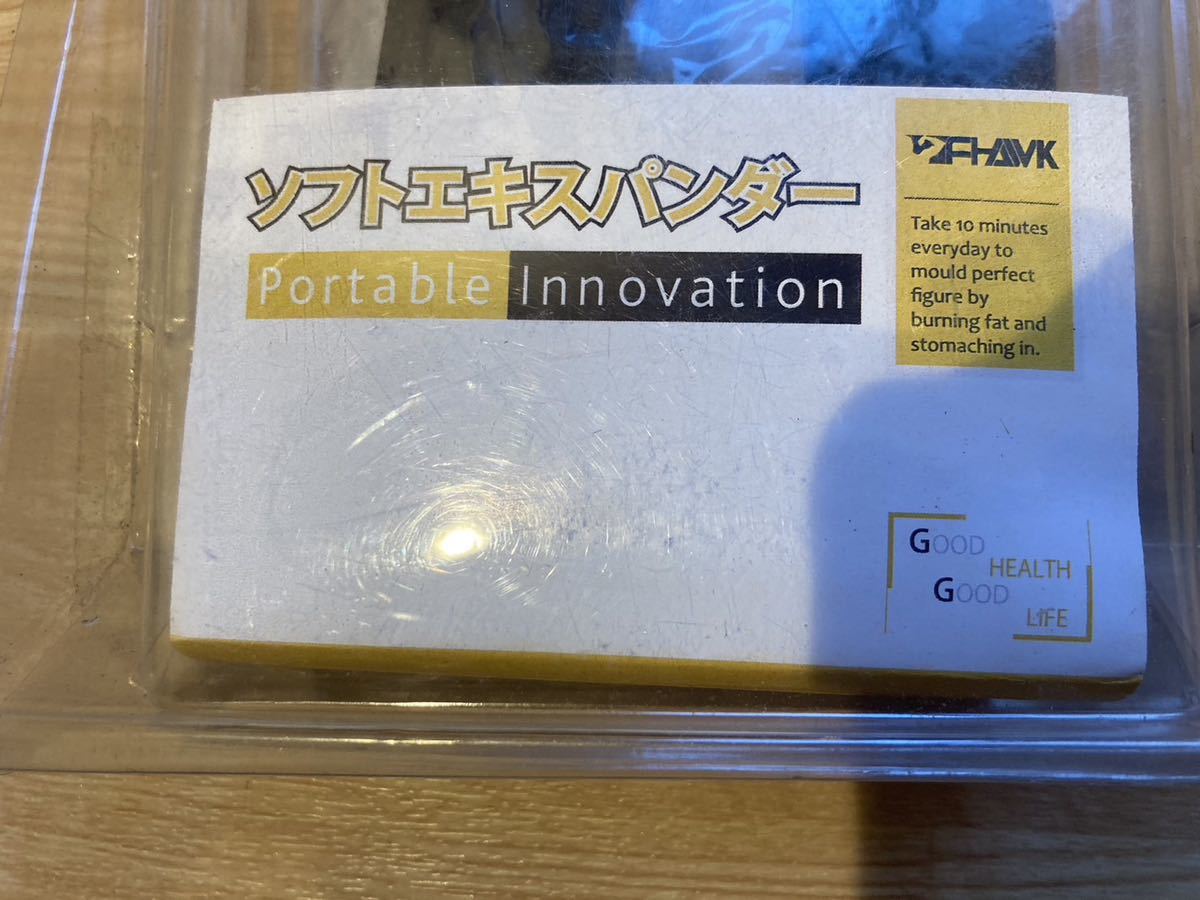 ソフトエキスパンダー
Portable Innovation
Take 10 minutes
everyday to
mould perfect
figure by
burning fat and
stomaching in.
GOOD
HEALTH
GOOD
LIFE